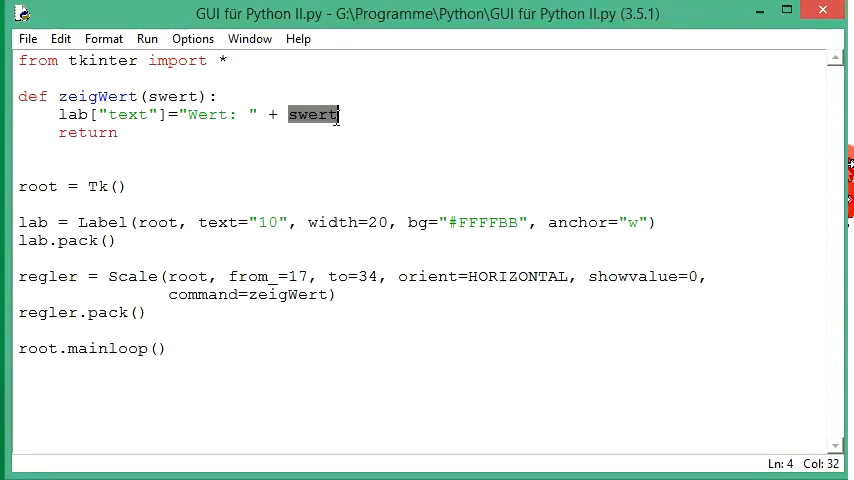 GUI für Python II.py - G:\Programme\Python\GUI für Python II.py (3.5.1)
File Edit Format Run Options Window Help
from tkinter import *
def zeigWert(swert):
    lab["text"]="Wert: " + swert
    return
root = Tk()
lab = Label(root, text="10", width=20, bg="#FFFFBB", anchor="w")
lab.pack()
regler = Scale(root, from_=17, to=34, orient=HORIZONTAL, showvalue=0,
               command=zeigWert)
regler.pack()
root.mainloop()
Ln: 4 Col: 32